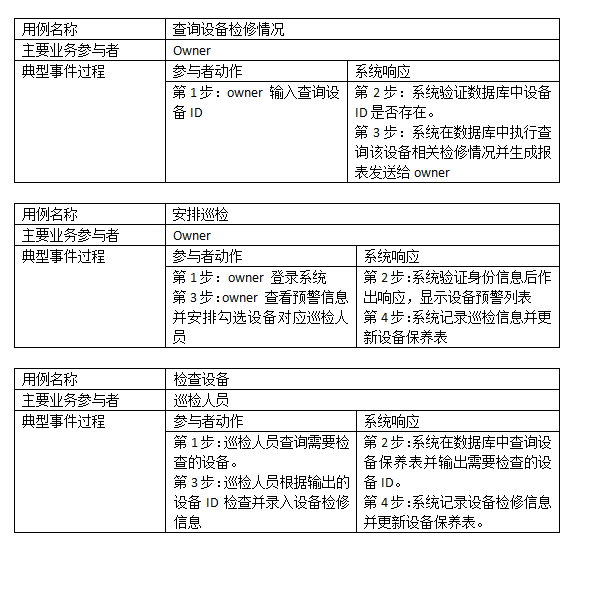 用例名称 查询设备检修情况
主要业务参与者 Owner
典型事件过程 参与者动作 系统响应
第1步：owner 输入查询设
备 ID
第 2 步：系统验证数据库中设备
ID 是否存在。
第 3 步：系统在数据库中执行查
询该设备相关检修情况并生成报
表发送给 owner
用例名称 安排巡检
主要业务参与者 Owner
典型事件过程 参与者动作 系统响应
第 1步：owner 登录系统
第 3 步:owner 查看预警信息
并安排勾选设备对应巡检人
员
第 2 步:系统验证身份信息后作
出响应，显示设备预警列表
第 4步:系统记录巡检信息并更
新设备保养表
用例名称 检查设备
主要业务参与者 巡检人员
典型事件过程 参与者动作 系统响应
第 1步:巡检人员查询需要检
查的设备。
第 3 步:巡检人员根据输出的
设备 ID 检查并录入设备检修
信息
第 2 步:系统在数据库中查询设
备保养表并输出需要检查的设
备 ID。
第 4步:系统记录设备检修信息
并更新设备保养表。